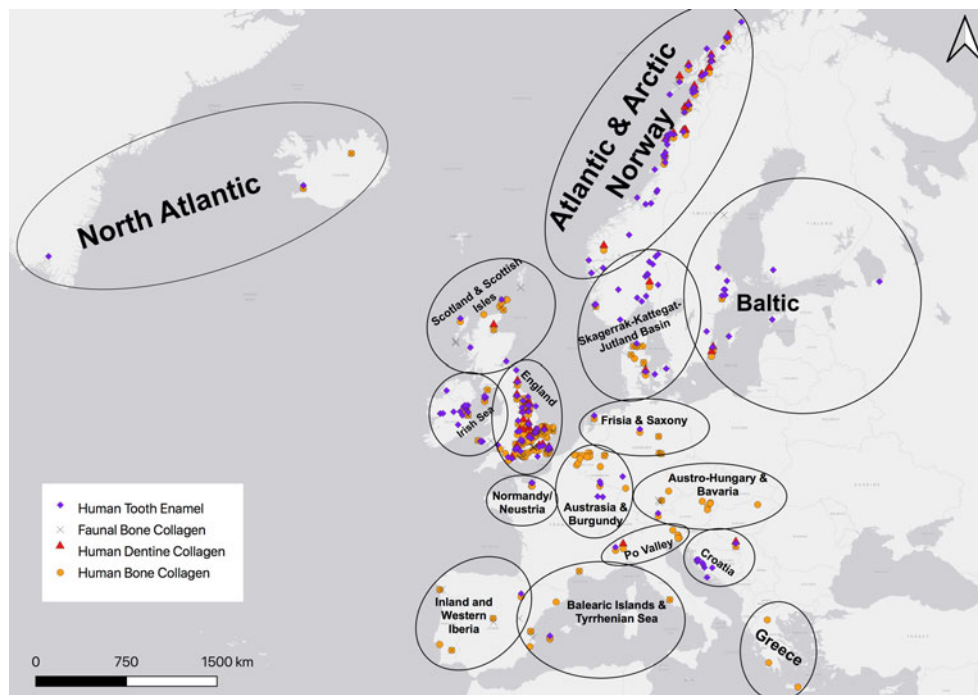 Atlantic & Arctic
Norway
North Atlantic
Scotland & Scottish
Isles
Skagerrak-Kattegat-
Jutland Basin
Baltic
England
Irish Sea
Frisia & Saxony
Normandy/
Neustria
Austrasia &
Burgundy
Austro-Hungary &
Bavaria
Po Valley
Croatia
Inland and
Western
Iberia
Balearic Islands &
Tyrrhenian Sea
Greece
Human Tooth Enamel
Faunal Bone Collagen
Human Dentine Collagen
Human Bone Collagen
0 750 1500 km